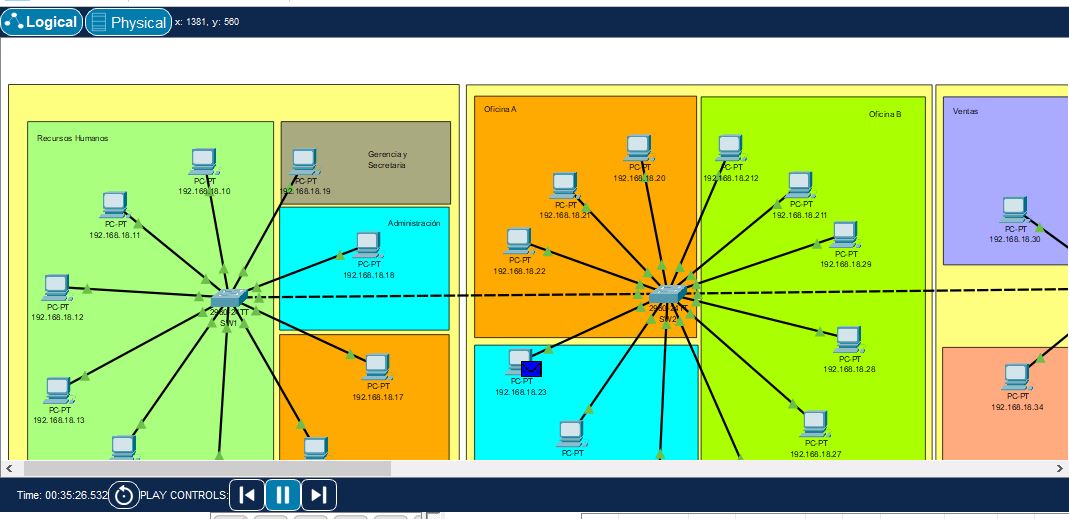 Logical
Physical
x: 1381, y: 560
Recursos Humanos
PC-PT
192.168.18.10
PC-PT
192.168.18.11
PC-PT
192.168.18.12
PC-PT
192.168.18.13
Gerencia y
Secretaria
PC-PT
192.168.18.19
Administración
PC-PT
192.168.18.18
2960-24TT
SW1
PC-PT
192.168.18.17
Oficina A
PC-PT
192.168.18.20
PC-PT
192.168.18.21
PC-PT
192.168.18.22
2960-24TT
SW2
PC-PT
192.168.18.23
PC-PT
Oficina B
PC-PT
192.168.18.212
PC-PT
192.168.18.211
PC-PT
192.168.18.29
PC-PT
192.168.18.28
PC-PT
192.168.18.27
Ventas
PC-PT
192.168.18.30
PC-PT
192.168.18.34
Time: 00:35:26.532
PLAY CONTROLS: